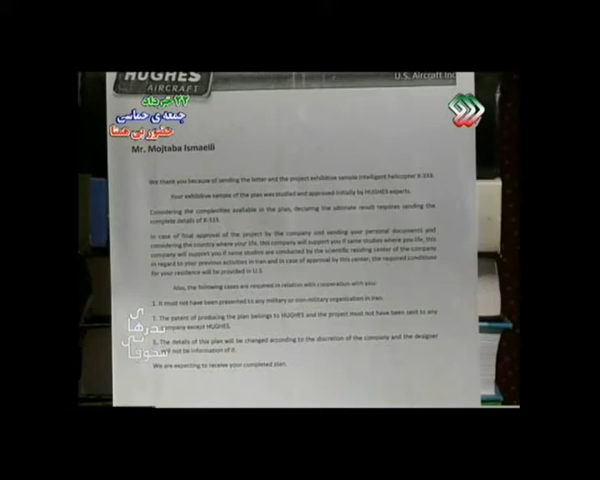 HUGHES
AIRCRAFT
U.S. Aircraft Inc
۲۲ خرداد
جمعه ی حماسی
حضور بی همتا
Mr. Mojtaba Ismaeili
We thank you because of sending the letter and the project exhibitive sample intelligent helicopter R-353.
Your exhibitive sample of the plan was studied and approved initially by HUGHES experts.
Considering the complexities available in the plan, declaring the ultimate result requires sending the
complete details of R-353.
In case of final approval of the project by the company and sending your personal documents and
considering the country where your life, this company will support you if same studies where you life, this
company will support you if same studies are conducted by the scientific residing center of the company
in regard to your previous activities in Iran and in case of approval by this center, the required conditions
for your residence will be provided in U.S.
Also, the following cases are required in relation with cooperation with you:
1. It must not have been presented to any military or non-military organization in Iran.
The patent of producing the plan belongs to HUGHES and the project must not have been sent to any
company except HUGHES.
The details of this plan will be changed according to the discretion of the company and the designer
not be information of it.
We are expecting to receive your completed plan.